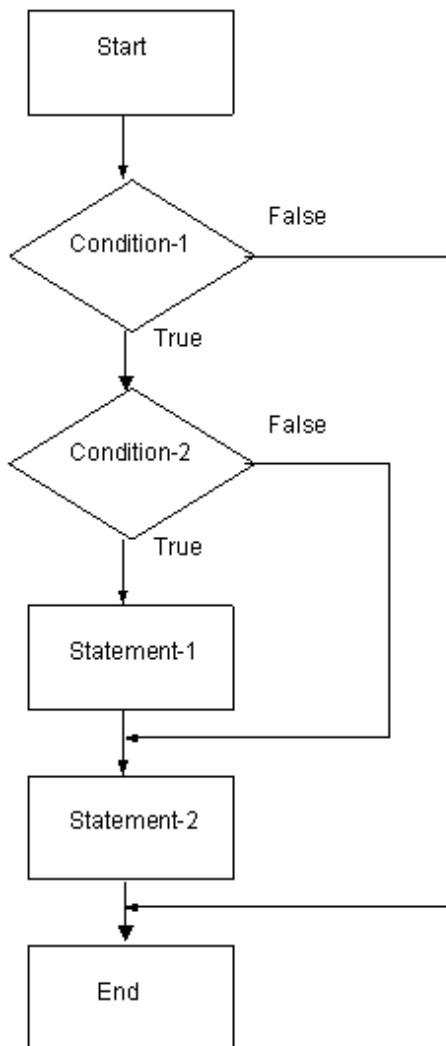 Start
Condition-1
False
True
Condition-2
False
True
Statement-1
Statement-2
End